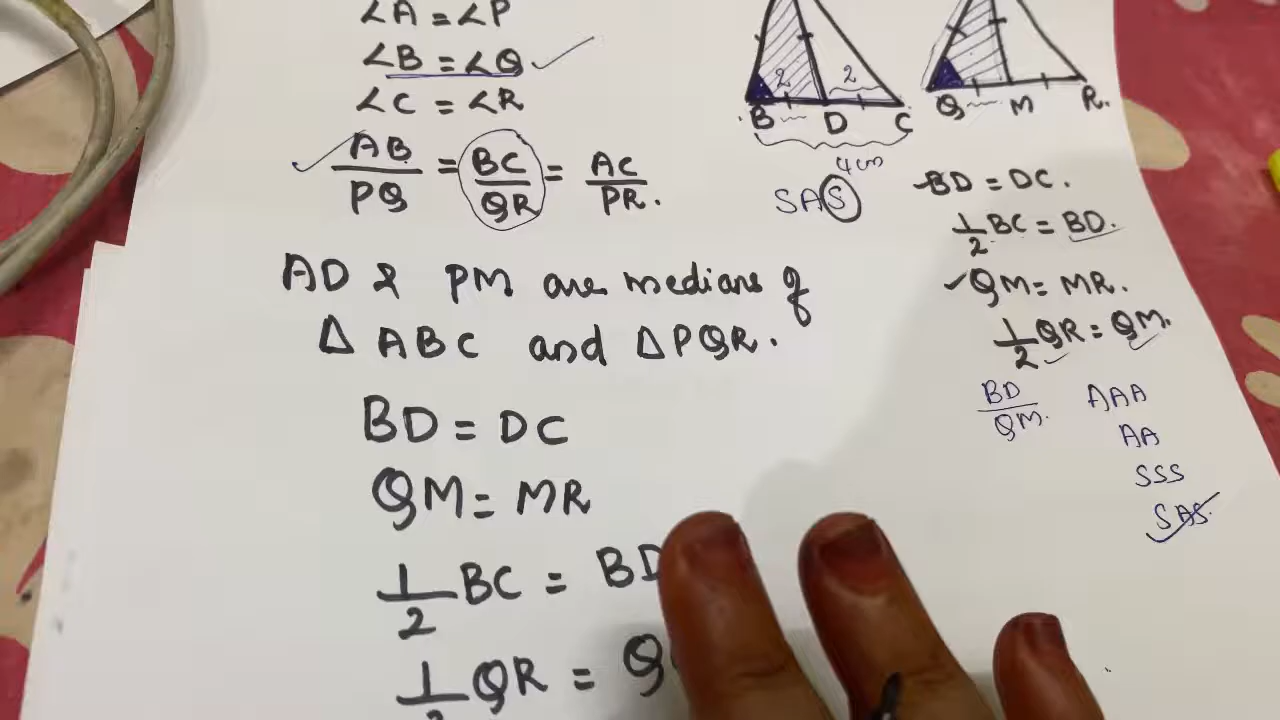 ∠A = ∠P
∠B = ∠Q ✓
∠C = ∠R
✓ AB/PQ = BC/QR = AC/PR.
AD & PM are medians of
Δ ABC and ΔPQR.
BD = DC
QM = MR
1/2 BC = BD
1/2 QR = Q
2 2
B D C
4cm
SAS
Q M R.
BD = DC.
1/2 BC = BD.
QM = MR.
1/2 QR = QM.
BD/QM.
AAA
AA
SSS
SAS